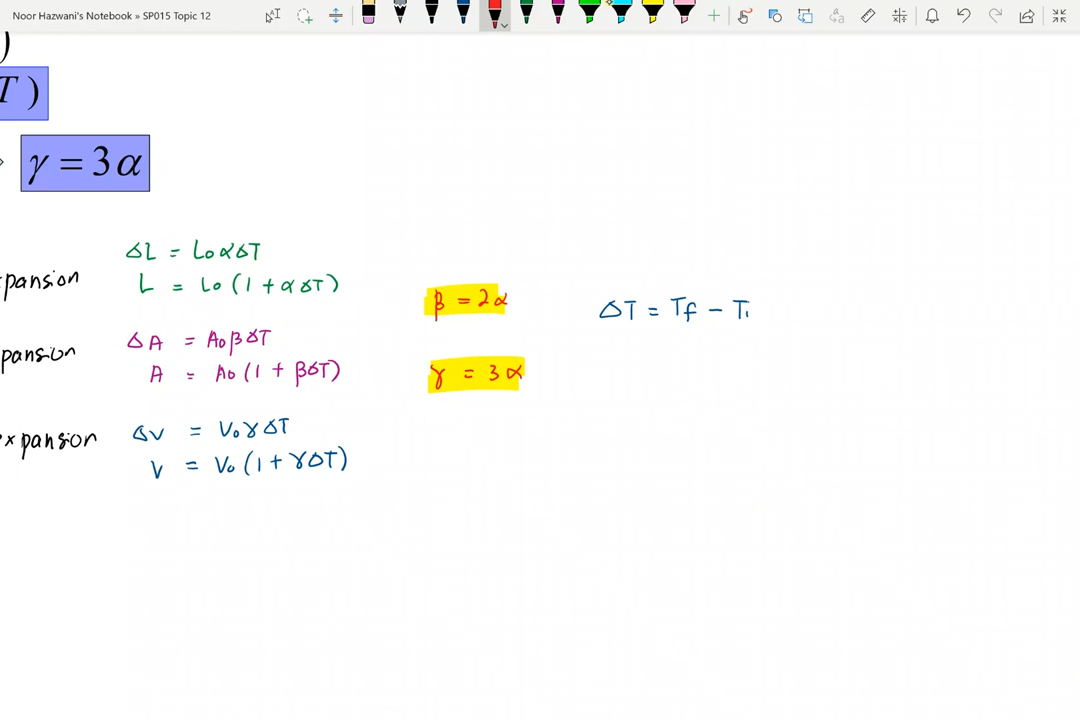 Noor Hazwani's Notebook » SP015 Topic 12
)
T )
γ = 3α
ΔL = L₀αΔT
pansion
L = L₀(1 + αΔT)
β = 2α
ΔT = Tf - Ti
ΔA = A₀βΔT
pansion
A = A₀(1 + βΔT)
γ = 3α
ΔV = V₀γΔT
expansion
V = V₀(1 + γΔT)